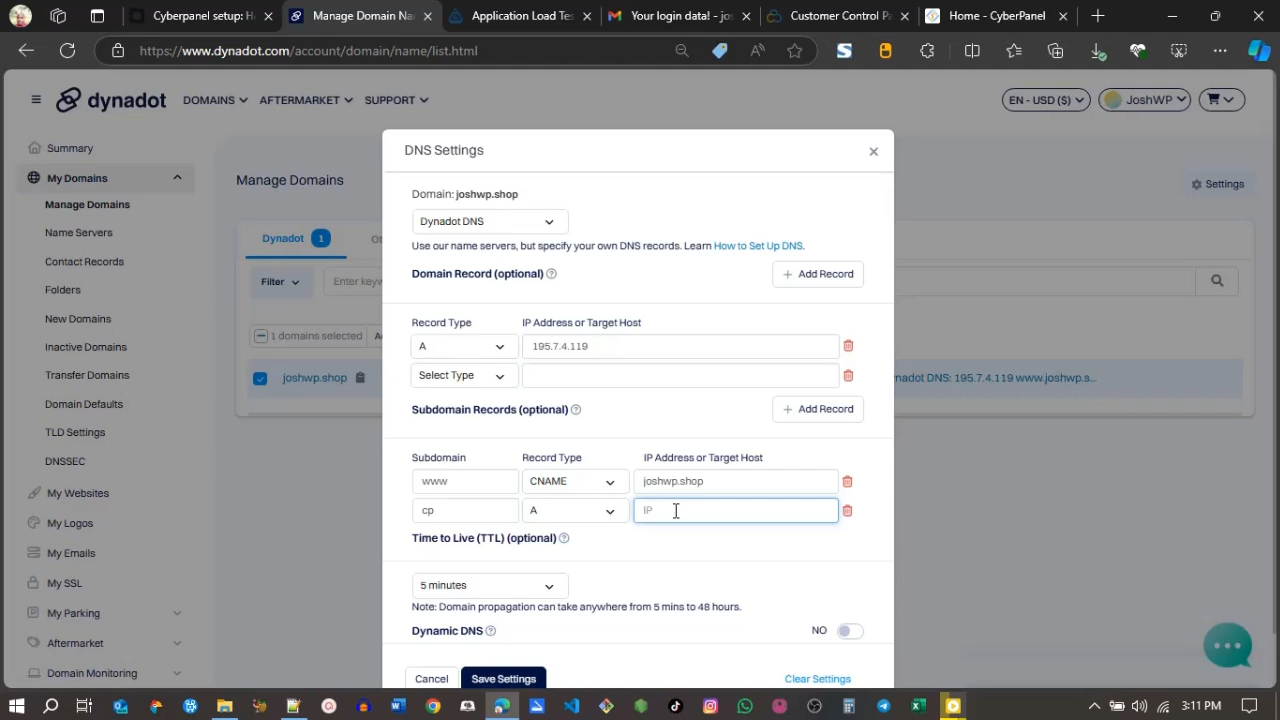 Cyberpanel setup: H
Manage Domain Na
Application Load Tes
Your login data – jos
Customer Control Pa
Home - CyberPanel
https://www.dynadot.com/account/domain/name/list.html
dynadot
DOMAINS
AFTERMARKET
SUPPORT
EN - USD ($)
JoshWP
Summary
My Domains
Manage Domains
Name Servers
Contact Records
Folders
New Domains
Inactive Domains
Transfer Domains
Domain Defaults
TLD Settings
DNSSEC
My Websites
My Logos
My Emails
My SSL
My Parking
Aftermarket
Domain Monitoring
Manage Domains
Settings
Dynadot 1
Ot
Filter
Enter keyw
1 domains selected
A
joshwp.shop
nadot DNS: 195.7.4.119 www.joshwp.s...
DNS Settings
Domain: joshwp.shop
Dynadot DNS
Use our name servers, but specify your own DNS records. Learn How to Set Up DNS.
Domain Record (optional)
+ Add Record
Record Type IP Address or Target Host
A 195.7.4.119
Select Type
Subdomain Records (optional)
+ Add Record
Subdomain Record Type IP Address or Target Host
www CNAME joshwp.shop
cp A IP
Time to Live (TTL) (optional)
5 minutes
Note: Domain propagation can take anywhere from 5 mins to 48 hours.
Dynamic DNS NO
Cancel Save Settings Clear Settings
3:11 PM